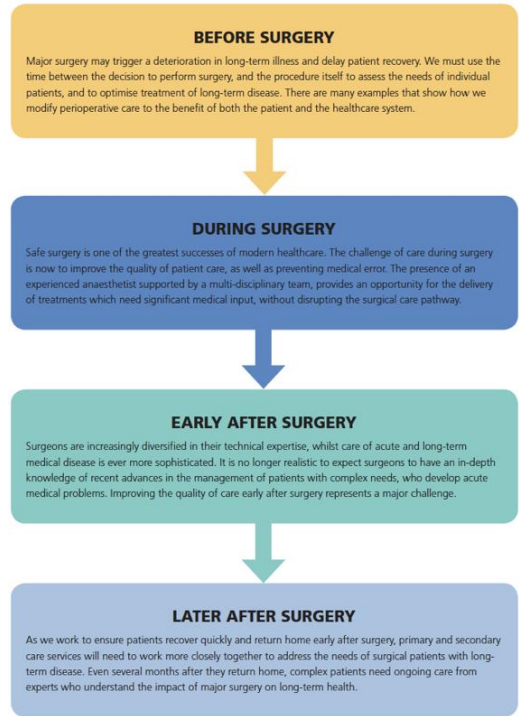 BEFORE SURGERY
Major surgery may trigger a deterioration in long-term illness and delay patient recovery. We must use the
time between the decision to perform surgery, and the procedure itself to assess the needs of individual
patients, and to optimise treatment of long-term disease. There are many examples that show how we
modify perioperative care to the benefit of both the patient and the healthcare system.
DURING SURGERY
Safe surgery is one of the greatest successes of modern healthcare. The challenge of care during surgery
is now to improve the quality of patient care, as well as preventing medical error. The presence of an
experienced anaesthetist supported by a multi-disciplinary team, provides an opportunity for the delivery
of treatments which need significant medical input, without disrupting the surgical care pathway.
EARLY AFTER SURGERY
Surgeons are increasingly diversified in their technical expertise, whilst care of acute and long-term
medical disease is ever more sophisticated. It is no longer realistic to expect surgeons to have an in-depth
knowledge of recent advances in the management of patients with complex needs, who develop acute
medical problems. Improving the quality of care early after surgery represents a major challenge.
LATER AFTER SURGERY
As we work to ensure patients recover quickly and return home early after surgery, primary and secondary
care services will need to work more closely together to address the needs of surgical patients with long-
term disease. Even several months after they return home, complex patients need ongoing care from
experts who understand the impact of major surgery on long-term health.